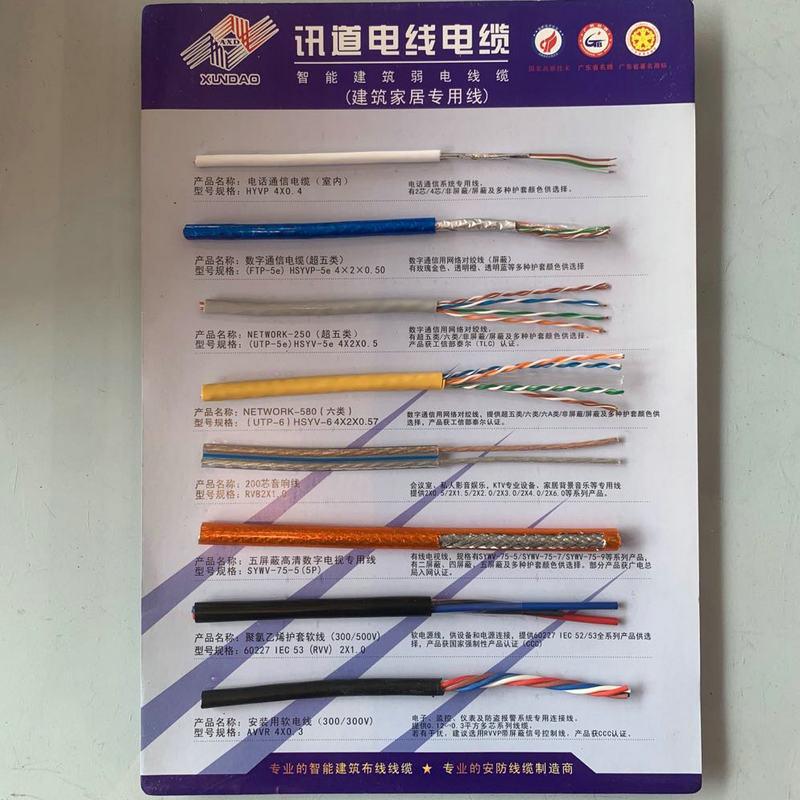 AXD
XUNDAO
讯道电线电缆
智能建筑弱电线缆
(建筑家居专用线)
国家高新技术 广东省名牌 广东省著名商标
产品名称：电话通信电缆（室内）
型号规格：HYVP 4X0.4
电话通信系统专用线。
有2芯/4芯/非屏蔽/屏蔽及多种护套颜色供选择。
产品名称：数字通信电缆(超五类)
型号规格：(FTP-5e) HSYVP-5e 4×2×0.50
数字通信用网络对绞线（屏蔽）
有玫瑰金色、透明橙、透明蓝等多种护套颜色供选择
产品名称：NETWORK-250（超五类）
型号规格：(UTP-5e)HSYV-5e 4X2X0.5
数字通信用网络对绞线。
有超五类/六类/非屏蔽/屏蔽及多种护套颜色供选择。
产品获工信部泰尔（TLC）认证。
产品名称：NETWORK-580（六类）
型号规格：(UTP-6)HSYV-6 4X2X0.57
数字通信用网络对绞线，提供超五类/六类/六A类/非屏蔽/屏蔽及多种护套颜色供
选择，产品获工信部泰尔认证。
产品名称：200芯音响线
型号规格：RVB2X1.0
会议室、私人影音娱乐，KTV专业设备、家居背景音乐等专用线
提供2X0.5/2X1.5/2X2.0/2X3.0/2X4.0/2X6.0等系列产品。
产品名称：五屏蔽高清数字电视专用线
型号规格：SYWV-75-5(5P)
有线电视线，规格有SYWV-75-5/SYWV-75-7/SYWV-75-9等系列产品，
有二屏蔽、四屏蔽、五屏蔽及多种护套颜色供选择。部分产品获广电总
局入网认证。
产品名称：聚氯乙烯护套软线（300/500V）
型号规格：60227 IEC 53 (RVV) 2X1.0
软电源线，供设备和电源连接，提供60227 IEC 52/53全系列产品供选
择，产品获国家强制性产品认证（CCC）
产品名称：安装用软电线（300/300V）
型号规格：AVVR 4X0.3
电子、监控、仪表及防盗报警系统专用连接线。
提供0.12--0.3平方多芯系列线缆。
若有干扰，建议选用RVVP带屏蔽信号控制线。产品获CCC认证。
专业的智能建筑布线线缆 ★ 专业的安防线缆制造商